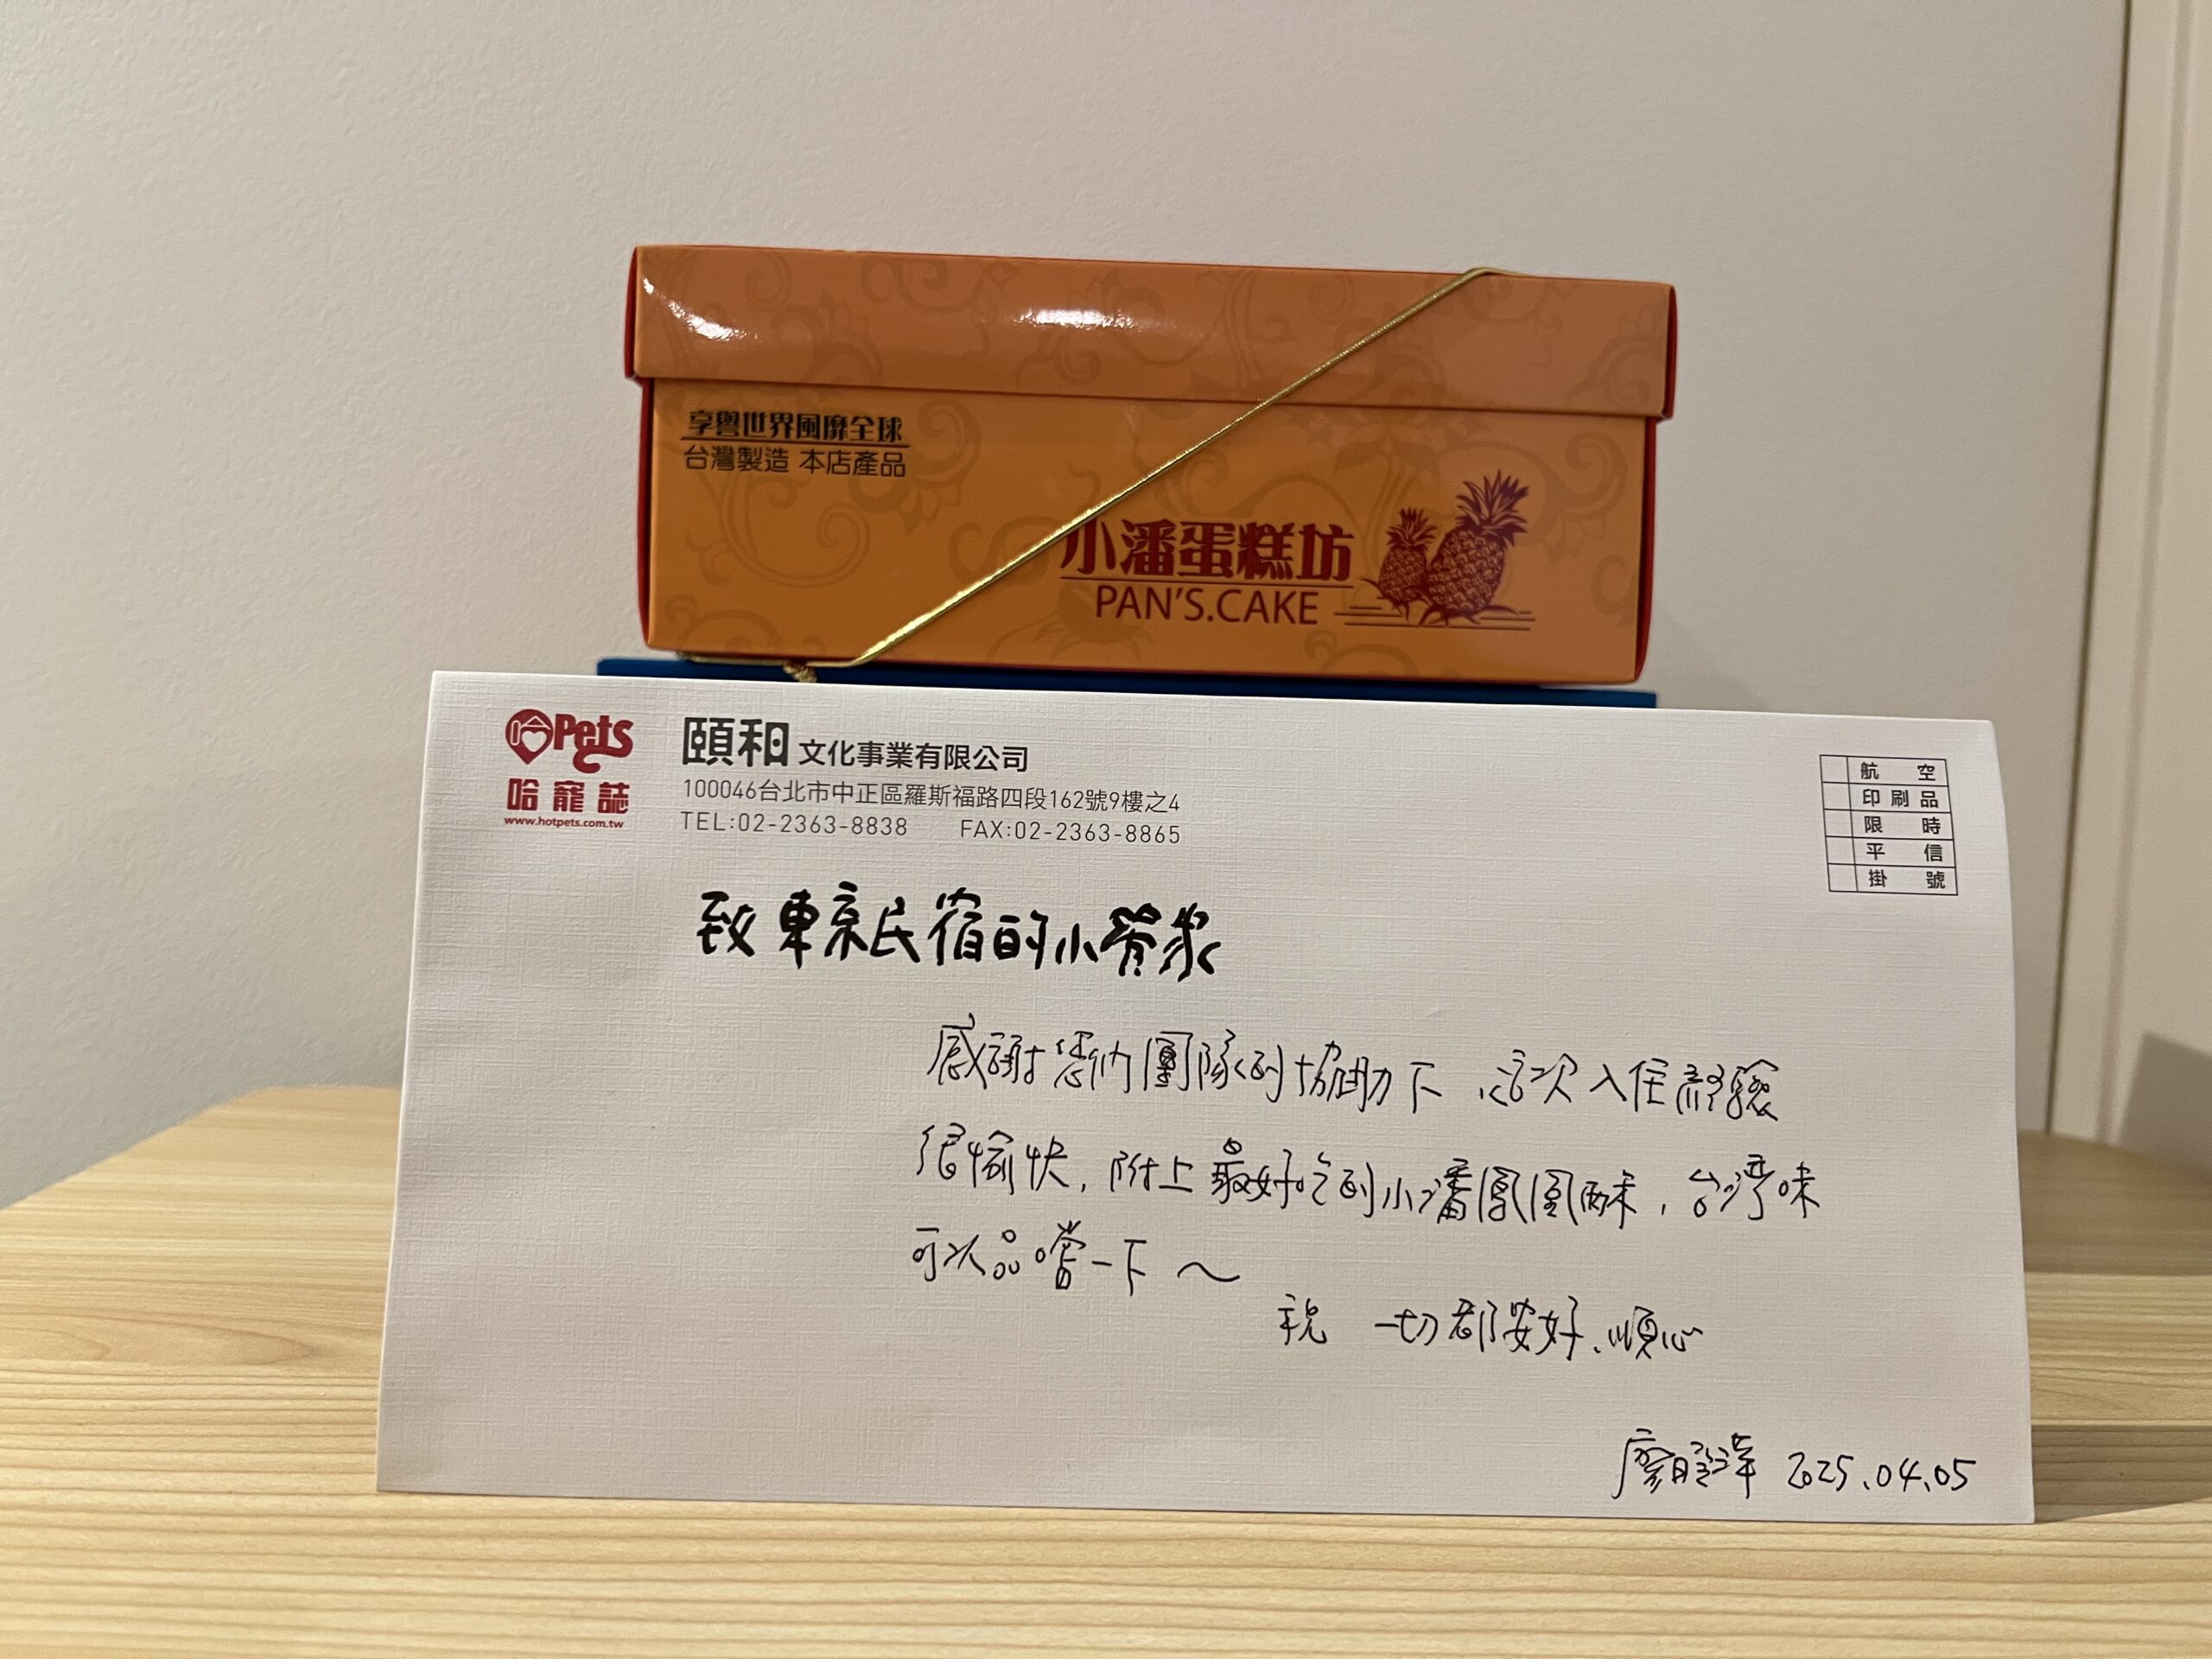 享譽世界風靡全球
台灣製造 本店產品
小潘蛋糕坊
PAN'S.CAKE
哈Pets
哈寵誌
www.hotpets.com.tw
頤和文化事業有限公司
100046台北市中正區羅斯福路四段162號9樓之4
TEL:02-2363-8838 FAX:02-2363-8865
航空
印刷品
限時
平信
掛號
致東京民宿的小管家
感謝您們團隊的協助下,這次入住經驗
很愉快,附上最好吃的小潘鳳凰酥,台灣味
可以品嚐一下~
祝 一切都安好、順心
廖 2025.04.05